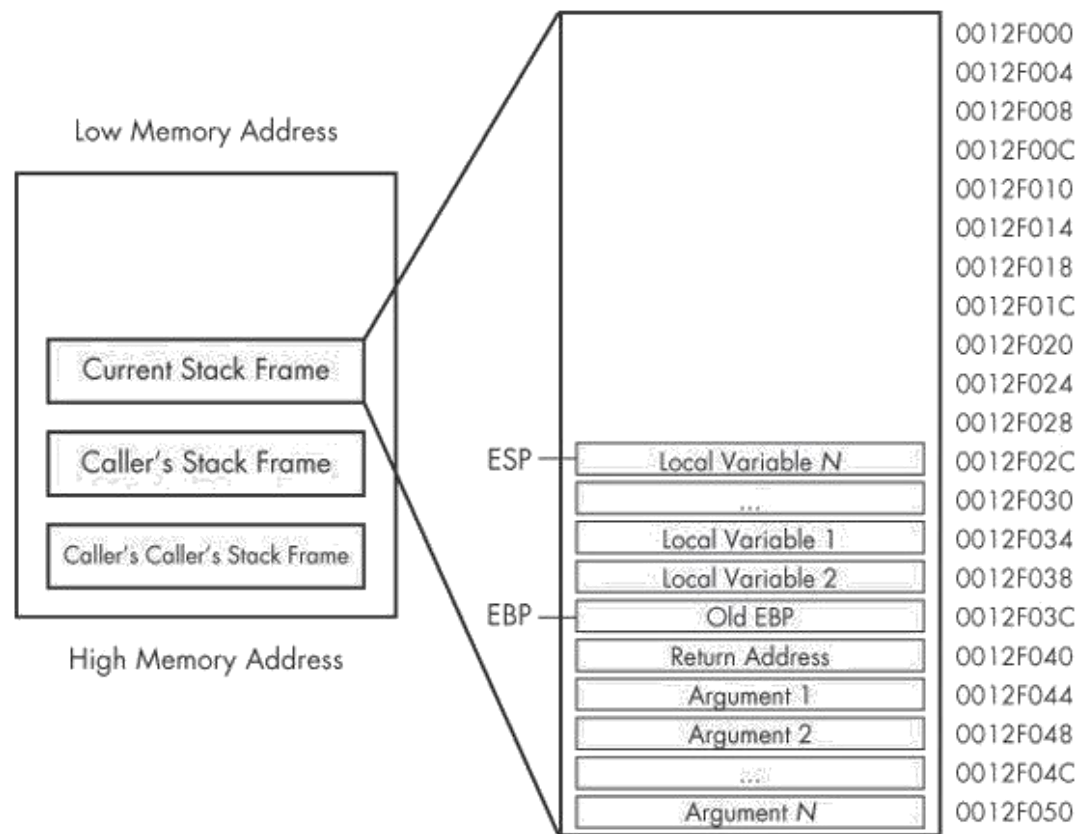 Low Memory Address
Current Stack Frame
Caller's Stack Frame
Caller's Caller's Stack Frame
High Memory Address
0012F000
0012F004
0012F008
0012F00C
0012F010
0012F014
0012F018
0012F01C
0012F020
0012F024
0012F028
ESP Local Variable N 0012F02C
... 0012F030
Local Variable 1 0012F034
Local Variable 2 0012F038
EBP Old EBP 0012F03C
Return Address 0012F040
Argument 1 0012F044
Argument 2 0012F048
... 0012F04C
Argument N 0012F050